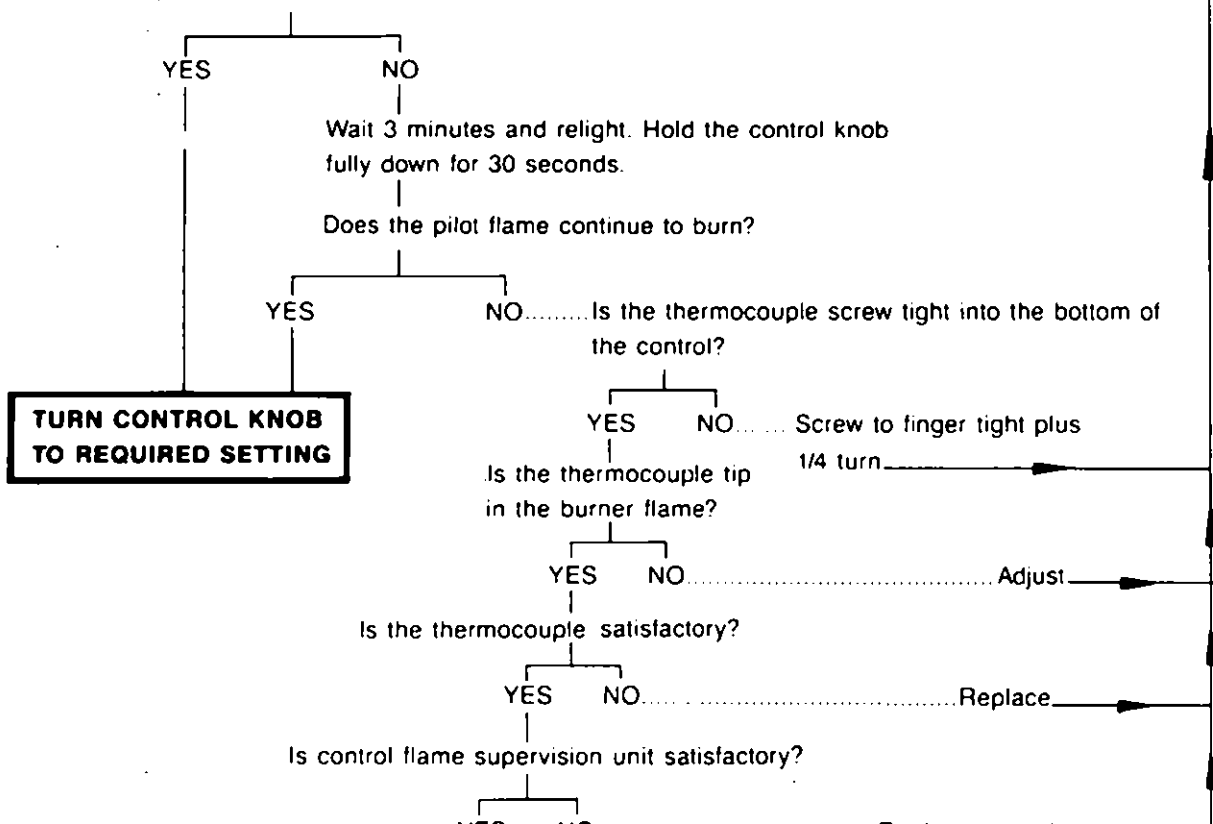 YES NO
Wait 3 minutes and relight. Hold the control knob
fully down for 30 seconds.
Does the pilot flame continue to burn?
YES NO.........Is the thermocouple screw tight into the bottom of
the control?
TURN CONTROL KNOB
TO REQUIRED SETTING
YES NO... ... Screw to finger tight plus
1/4 turn
Is the thermocouple tip
in the burner flame?
YES NO....................................Adjust
Is the thermocouple satisfactory?
YES NO....................................Replace
Is control flame supervision unit satisfactory?
YES NO